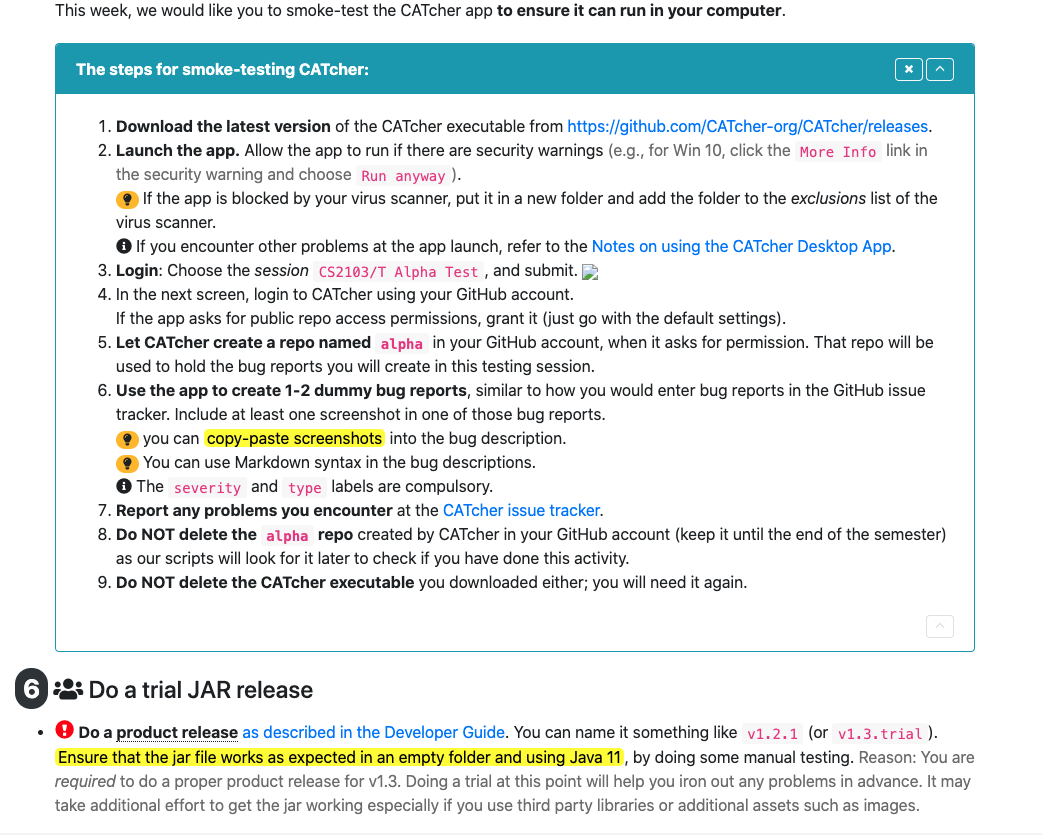 This week, we would like you to smoke-test the CATcher app to ensure it can run in your computer.
The steps for smoke-testing CATcher:
1. Download the latest version of the CATcher executable from https://github.com/CATcher-org/CATcher/releases.
2. Launch the app. Allow the app to run if there are security warnings (e.g., for Win 10, click the More Info link in
the security warning and choose Run anyway ).
If the app is blocked by your virus scanner, put it in a new folder and add the folder to the exclusions list of the
virus scanner.
If you encounter other problems at the app launch, refer to the Notes on using the CATcher Desktop App.
3. Login: Choose the session CS2103/T Alpha Test , and submit.
4. In the next screen, login to CATcher using your GitHub account.
If the app asks for public repo access permissions, grant it (just go with the default settings).
5. Let CATcher create a repo named alpha in your GitHub account, when it asks for permission. That repo will be
used to hold the bug reports you will create in this testing session.
6. Use the app to create 1-2 dummy bug reports, similar to how you would enter bug reports in the GitHub issue
tracker. Include at least one screenshot in one of those bug reports.
you can copy-paste screenshots into the bug description.
You can use Markdown syntax in the bug descriptions.
The severity and type labels are compulsory.
7. Report any problems you encounter at the CATcher issue tracker.
8. Do NOT delete the alpha repo created by CATcher in your GitHub account (keep it until the end of the semester)
as our scripts will look for it later to check if you have done this activity.
9. Do NOT delete the CATcher executable you downloaded either; you will need it again.
6 Do a trial JAR release
• Do a product release as described in the Developer Guide. You can name it something like v1.2.1 (or v1.3.trial ).
Ensure that the jar file works as expected in an empty folder and using Java 11 , by doing some manual testing. Reason: You are
required to do a proper product release for v1.3. Doing a trial at this point will help you iron out any problems in advance. It may
take additional effort to get the jar working especially if you use third party libraries or additional assets such as images.